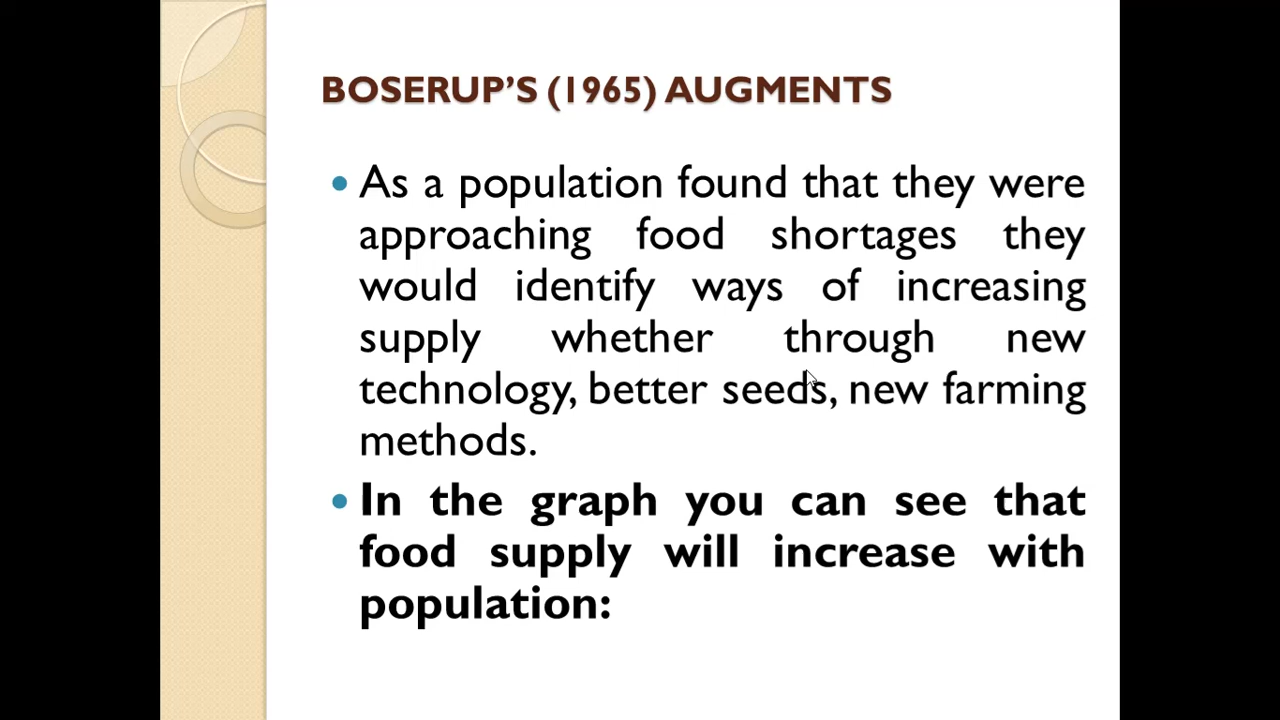 BOSERUP'S (1965) AUGMENTS
As a population found that they were
approaching food shortages they
would identify ways of increasing
supply whether through new
technology, better seeds, new farming
methods.
In the graph you can see that
food supply will increase with
population: